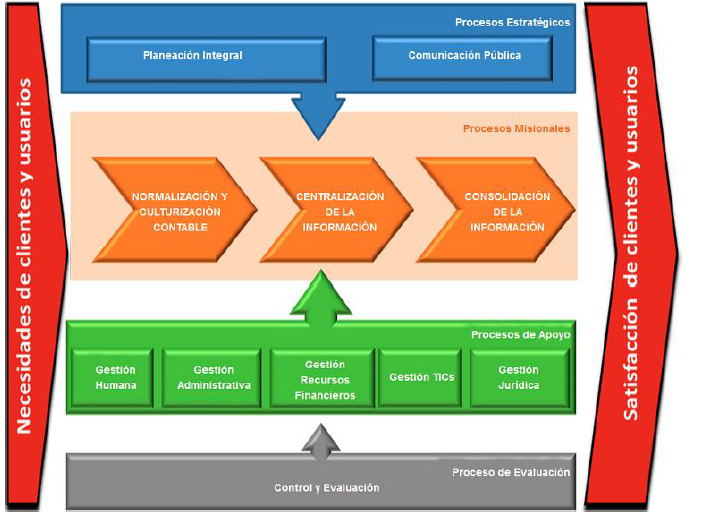 Necesidades de clientes y usuarios
Procesos Estratégicos
Planeación Integral
Comunicación Pública
Procesos Misionales
NORMALIZACIÓN Y
CULTURIZACIÓN
CONTABLE
CENTRALIZACIÓN
DE LA
INFORMACIÓN
CONSOLIDACIÓN
DE LA
INFORMACIÓN
Procesos de Apoyo
Gestión
Humana
Gestión
Administrativa
Gestión
Recursos
Financieros
Gestión TICs
Gestión
Jurídica
Proceso de Evaluación
Control y Evaluación
Satisfacción de clientes y usuarios